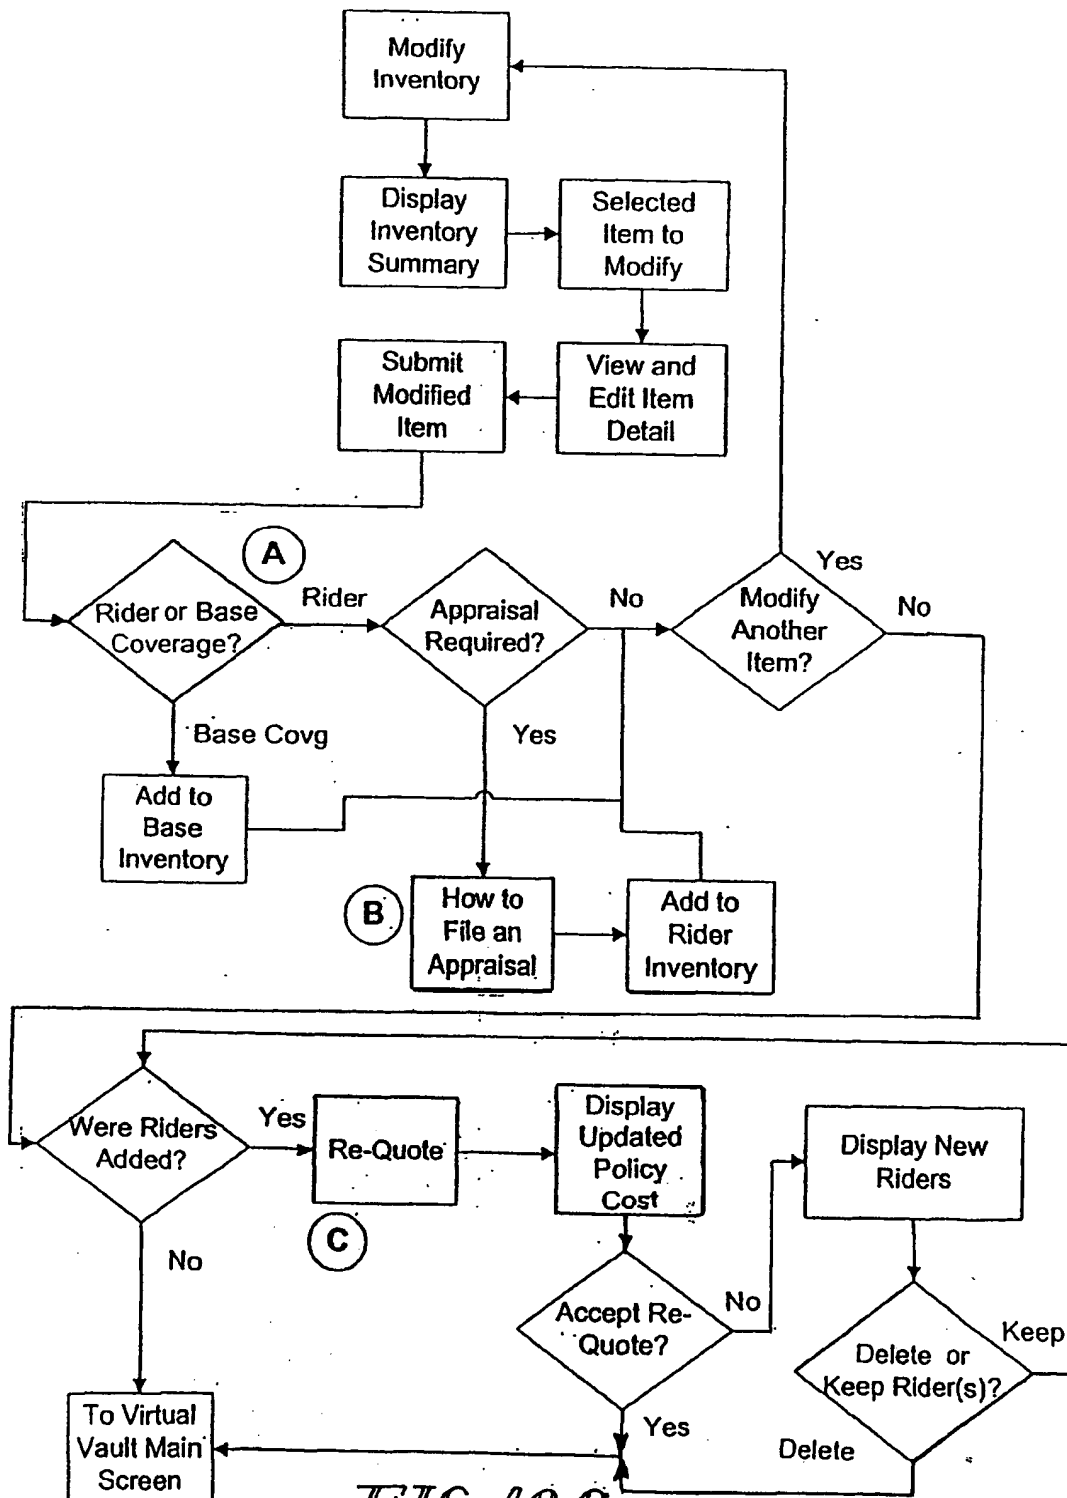 Modify
Inventory
Display
Inventory
Summary
Selected
Item to
Modify
Submit
Modified
Item
View and
Edit Item
Detail
A
Rider or Base
Coverage?
Rider
Appraisal
Required?
No
Modify
Another
Item?
Yes
No
Base Covg
Yes
Add to
Base
Inventory
B
How to
File an
Appraisal
Add to
Rider
Inventory
Were Riders
Added?
Yes
Re-Quote
C
Display
Updated
Policy
Cost
Display New
Riders
No
Accept Re-
Quote?
No
Delete or
Keep Rider(s)?
Keep
Yes
Delete
To Virtual
Vault Main
Screen